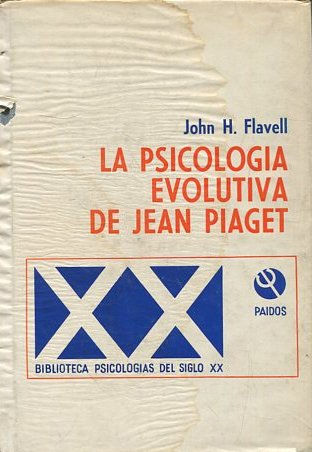 John H. Flavell
LA PSICOLOGIA
EVOLUTIVA
DE JEAN PIAGET
XX
PAIDOS
BIBLIOTECA PSICOLOGIAS DEL SIGLO XX